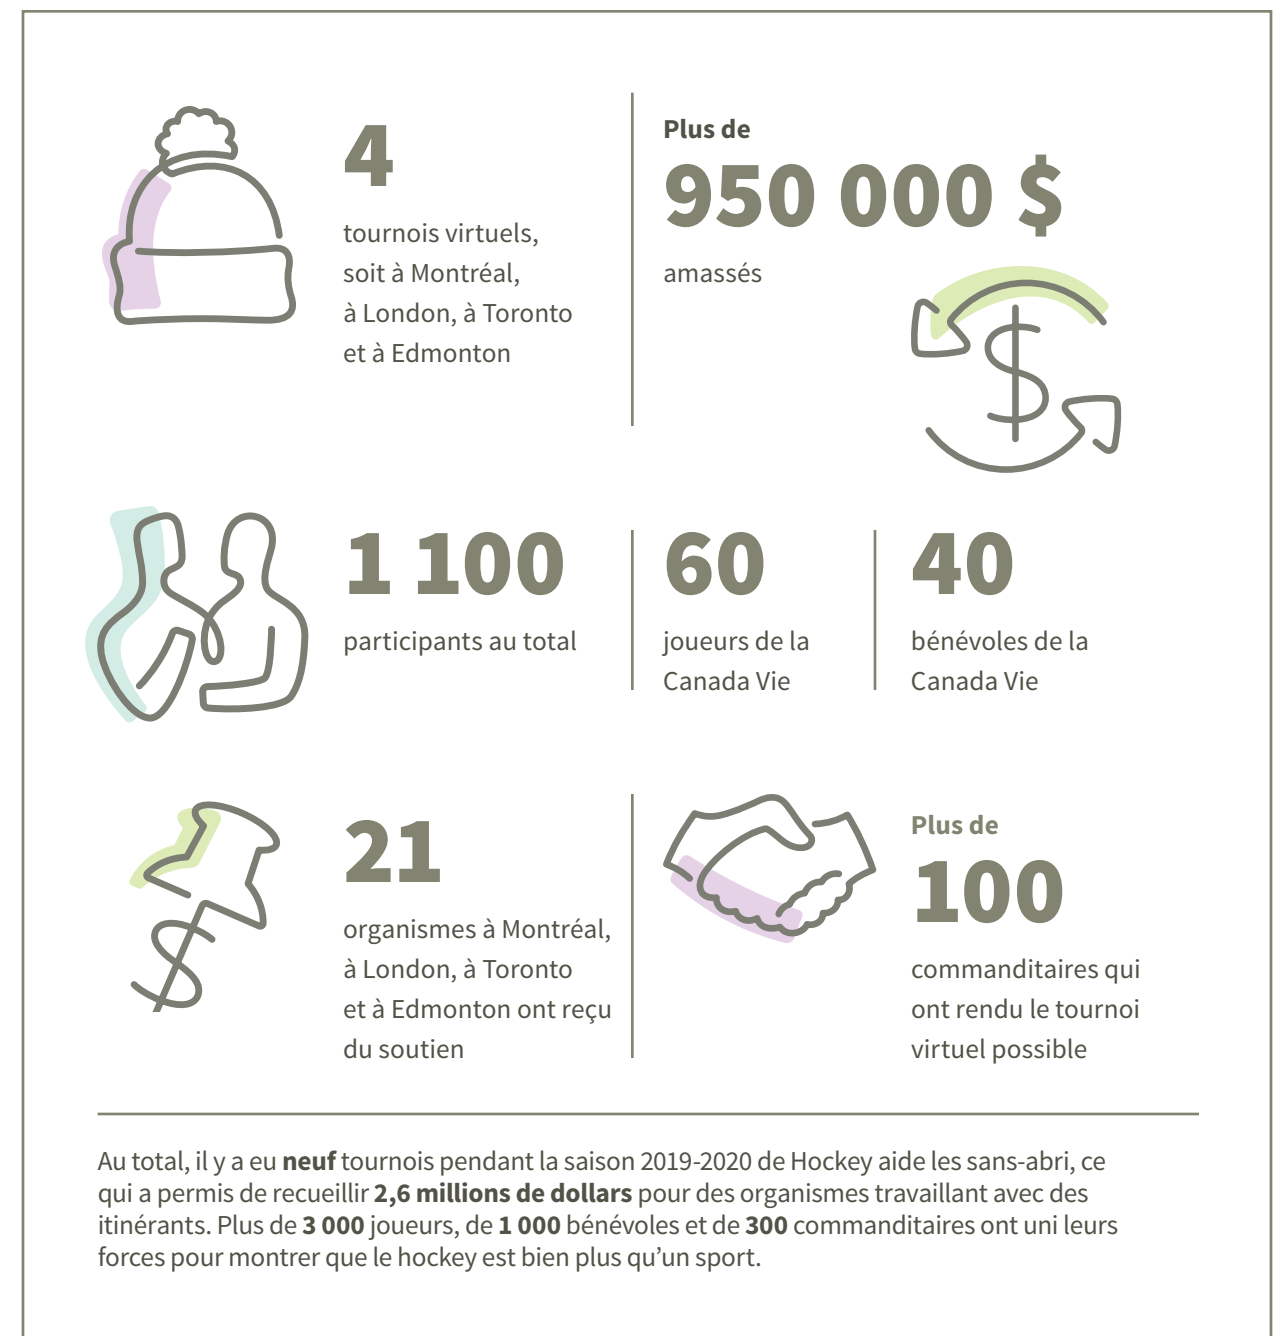 4
tournois virtuels,
soit à Montréal,
à London, à Toronto
et à Edmonton
Plus de
950 000 $
amassés
1 100
participants au total
60
joueurs de la
Canada Vie
40
bénévoles de la
Canada Vie
21
organismes à Montréal,
à London, à Toronto
et à Edmonton ont reçu
du soutien
Plus de
100
commanditaires qui
ont rendu le tournoi
virtuel possible
Au total, il y a eu neuf tournois pendant la saison 2019-2020 de Hockey aide les sans-abri, ce
qui a permis de recueillir 2,6 millions de dollars pour des organismes travaillant avec des
itinérants. Plus de 3 000 joueurs, de 1 000 bénévoles et de 300 commanditaires ont uni leurs
forces pour montrer que le hockey est bien plus qu’un sport.